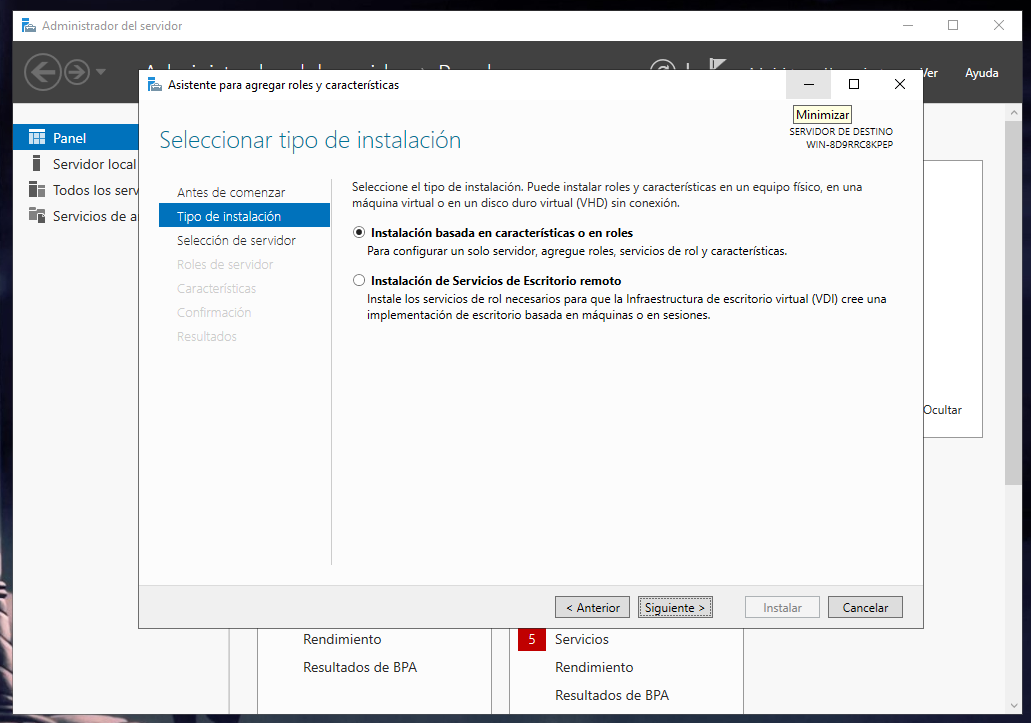 Administrador del servidor
Ver
Ayuda
Asistente para agregar roles y características
Minimizar
Seleccionar tipo de instalación
SERVIDOR DE DESTINO
WIN-8D9RRC8KPEP
Panel
Servidor local
Todos los serv
Servicios de a
Antes de comenzar
Tipo de instalación
Selección de servidor
Roles de servidor
Características
Confirmación
Resultados
Seleccione el tipo de instalación. Puede instalar roles y características en un equipo físico, en una
máquina virtual o en un disco duro virtual (VHD) sin conexión.
Instalación basada en características o en roles
Para configurar un solo servidor, agregue roles, servicios de rol y características.
Instalación de Servicios de Escritorio remoto
Instale los servicios de rol necesarios para que la Infraestructura de escritorio virtual (VDI) cree una
implementación de escritorio basada en máquinas o en sesiones.
Ocultar
< Anterior
Siguiente >
Instalar
Cancelar
Rendimiento
Resultados de BPA
5 Servicios
Rendimiento
Resultados de BPA